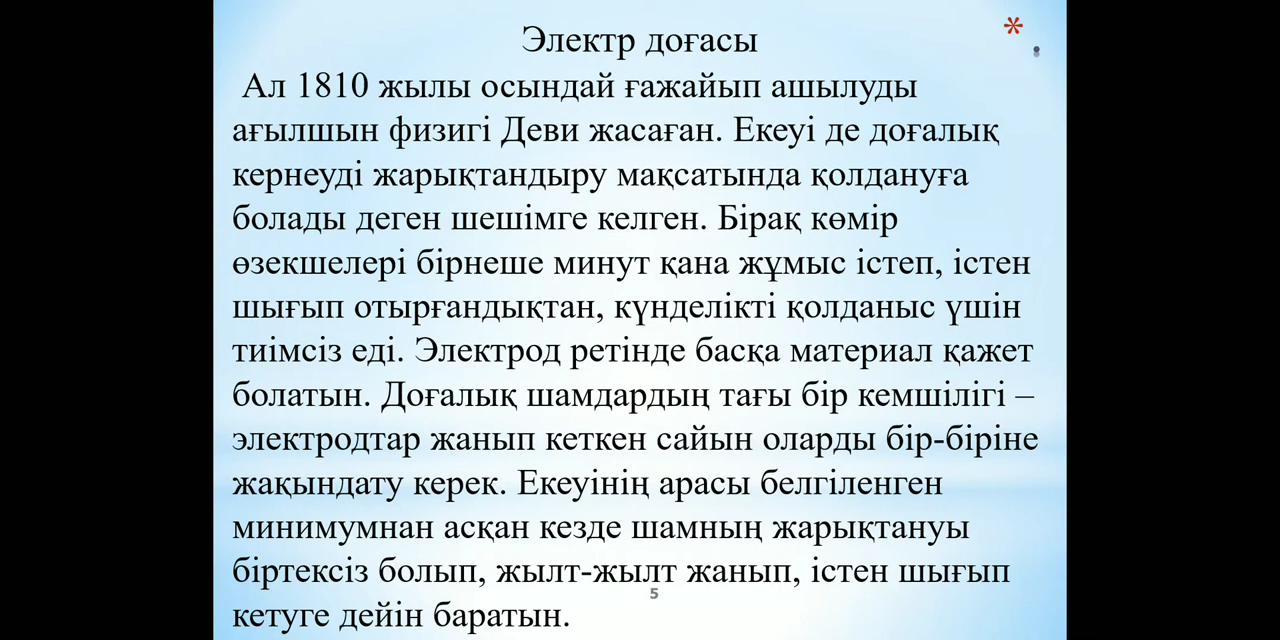 Электр доғасы
Ал 1810 жылы осындай ғажайып ашылуды
ағылшын физигі Деви жасаған. Екеуі де доғалық
кернеуді жарықтандыру мақсатында қолдануға
болады деген шешімге келген. Бірақ көмір
өзекшелері бірнеше минут қана жұмыс істеп, істен
шығып отырғандықтан, күнделікті қолданыс үшін
тиімсіз еді. Электрод ретінде басқа материал қажет
болатын. Доғалық шамдардың тағы бір кемшілігі –
электродтар жанып кеткен сайын оларды бір-біріне
жақындату керек. Екеуінің арасы белгіленген
минимумнан асқан кезде шамның жарықтануы
біртексіз болып, жылт-жылт жанып, істен шығып
кетуге дейін баратын.
5